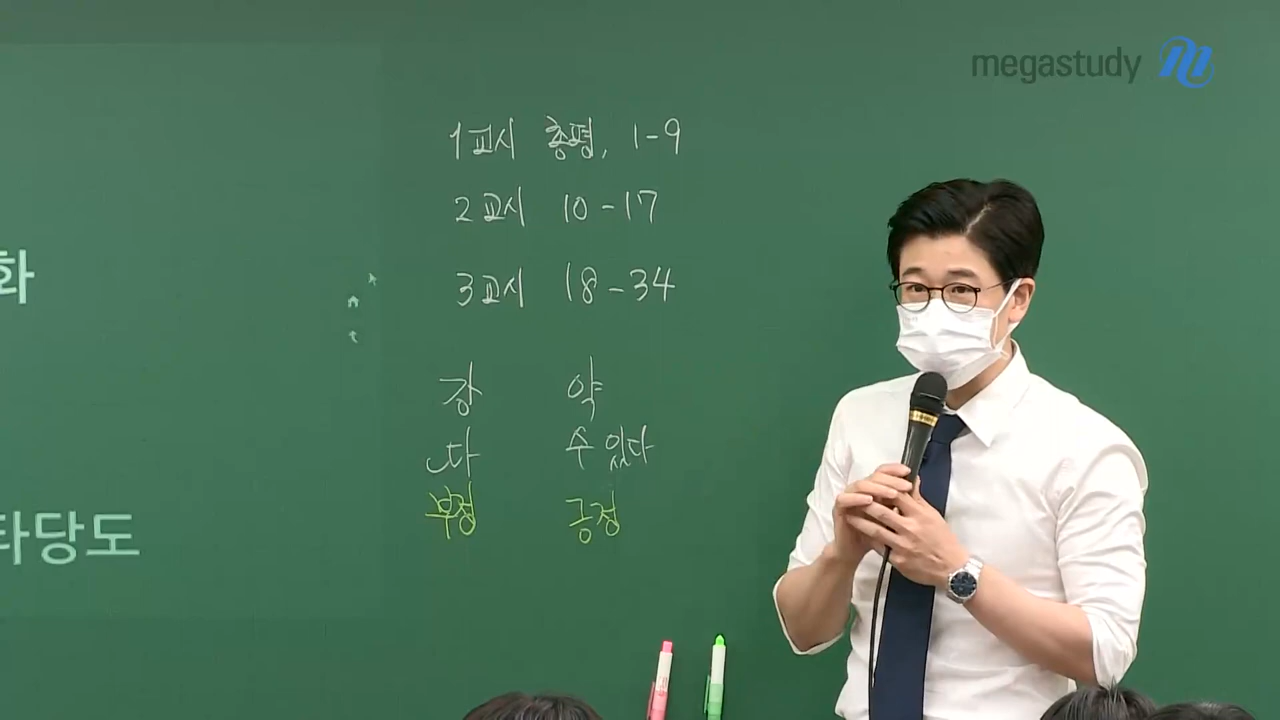 megastudy
1교시 총평, 1-9
2교시 10-17
3교시 18-34
화
강 약
다 수 있다
부정 긍정
타당도